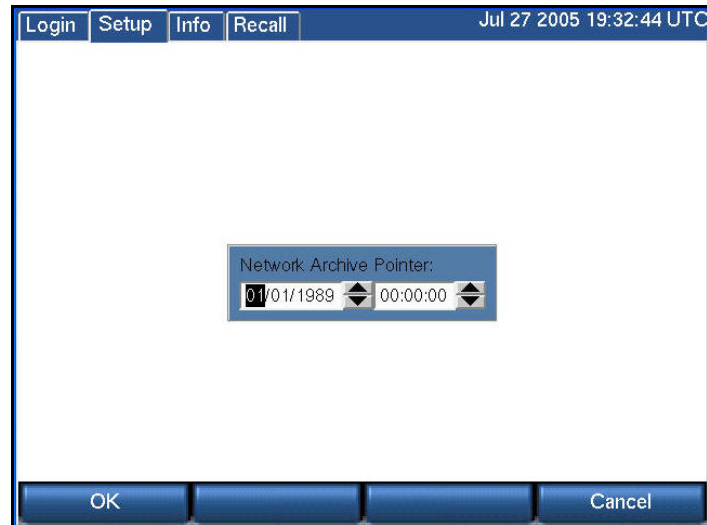 Login Setup Info Recall Jul 27 2005 19:32:44 UTC
Network Archive Pointer:
01/01/1989 00:00:00
OK Cancel